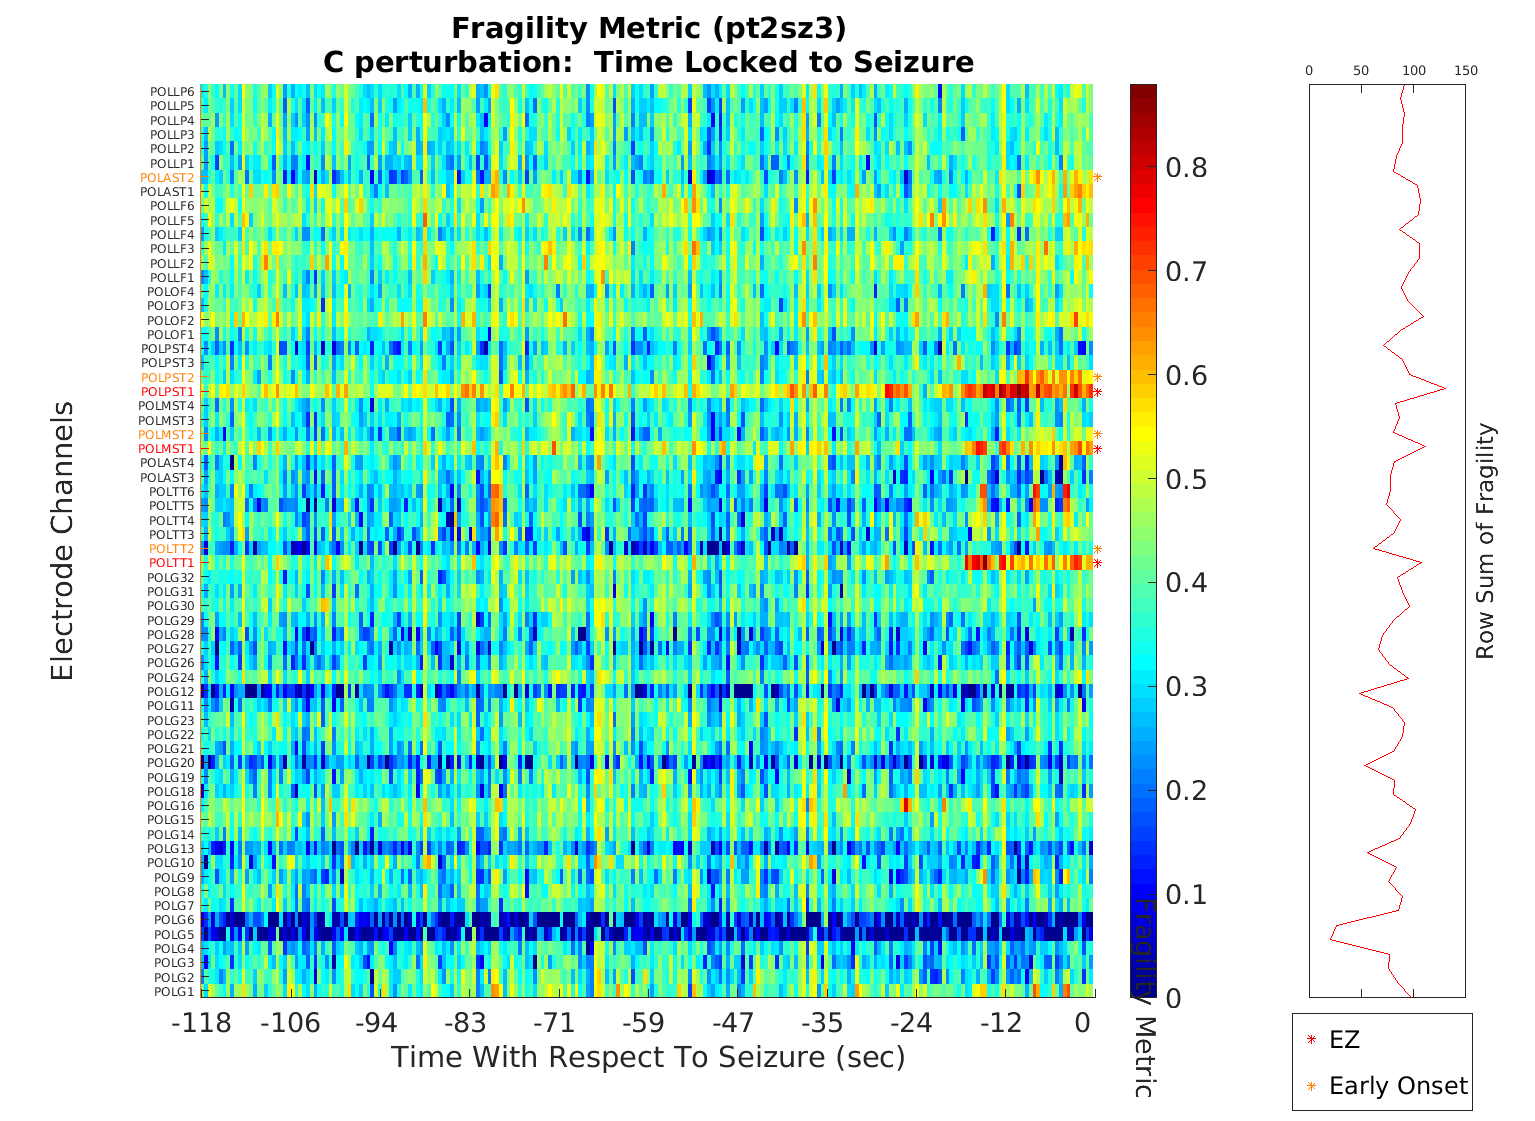 Fragility Metric (pt2sz3)
C perturbation:  Time Locked to Seizure
Electrode Channels
POLLP6
POLLP5
POLLP4
POLLP3
POLLP2
POLLP1
POLAST2
POLAST1
POLLF6
POLLF5
POLLF4
POLLF3
POLLF2
POLLF1
POLOF4
POLOF3
POLOF2
POLOF1
POLPST4
POLPST3
POLPST2
POLPST1
POLMST4
POLMST3
POLMST2
POLMST1
POLAST4
POLAST3
POLTT6
POLTT5
POLTT4
POLTT3
POLTT2
POLTT1
POLG32
POLG31
POLG30
POLG29
POLG28
POLG27
POLG26
POLG24
POLG12
POLG11
POLG23
POLG22
POLG21
POLG20
POLG19
POLG18
POLG16
POLG15
POLG14
POLG13
POLG10
POLG9
POLG8
POLG7
POLG6
POLG5
POLG4
POLG3
POLG2
POLG1
-118 -106 -94 -83 -71 -59 -47 -35 -24 -12 0
Time With Respect To Seizure (sec)
0.8
0.7
0.6
0.5
0.4
0.3
0.2
0.1
0
Fragility Metric
0 50 100 150
Row Sum of Fragility
EZ
Early Onset